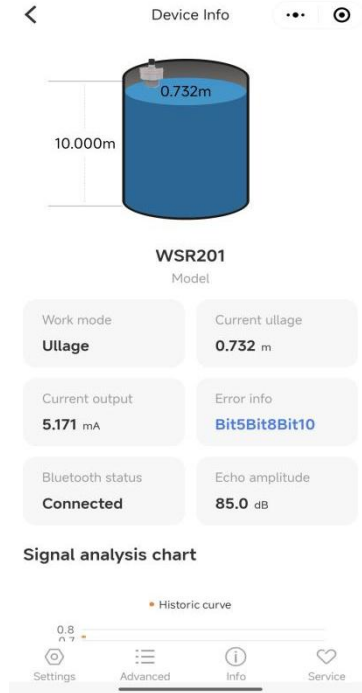 Device Info
0.732m
10.000m
WSR201
Model
Work mode
Ullage
Current ullage
0.732 m
Current output
5.171 mA
Error info
Bit5Bit8Bit10
Bluetooth status
Connected
Echo amplitude
85.0 dB
Signal analysis chart
Historic curve
0.8
0.7
Settings
Advanced
Info
Service